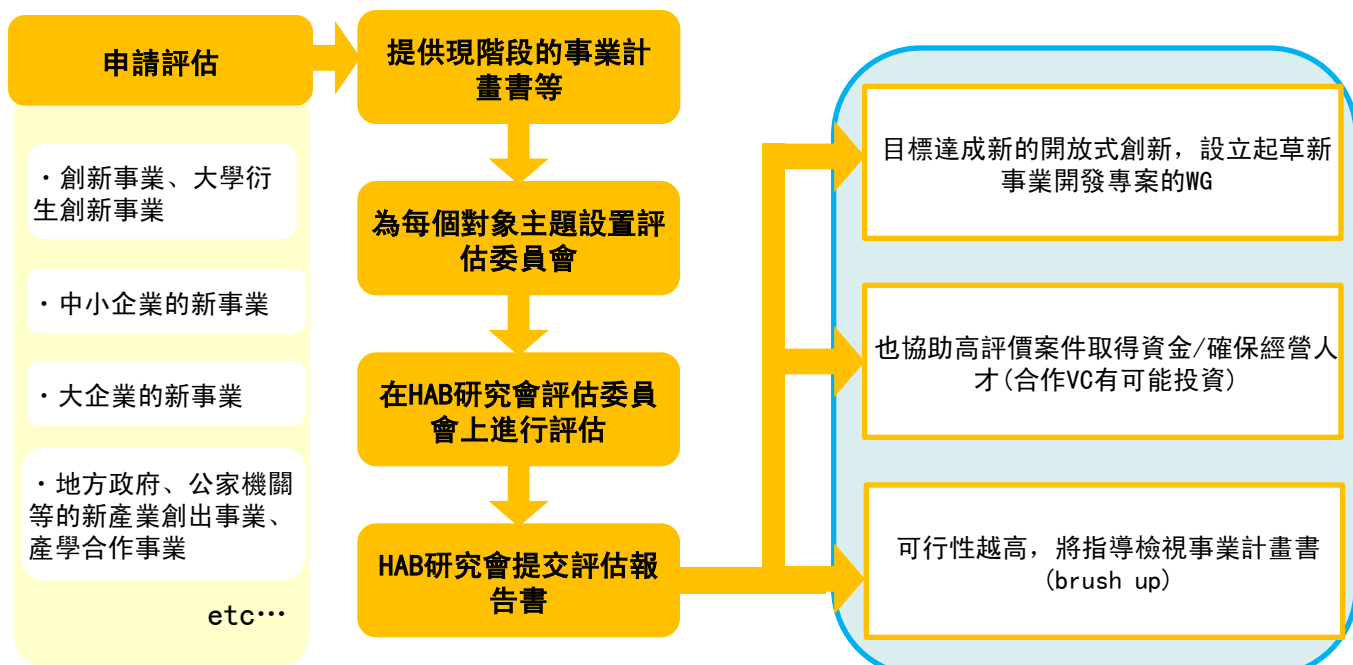 申請評估
・創新事業、大學衍
生創新事業
・中小企業的新事業
・大企業的新事業
・地方政府、公家機關
等的新產業創出事業、
產學合作事業
etc…
提供現階段的事業計
畫書等
為每個對象主題設置評
估委員會
在HAB研究會評估委員
會上進行評估
HAB研究會提交評估報
告書
目標達成新的開放式創新，設立起草新
事業開發專案的WG
也協助高評價案件取得資金/確保經營人
才(合作VC有可能投資)
可行性越高，將指導檢視事業計畫書
(brush up)